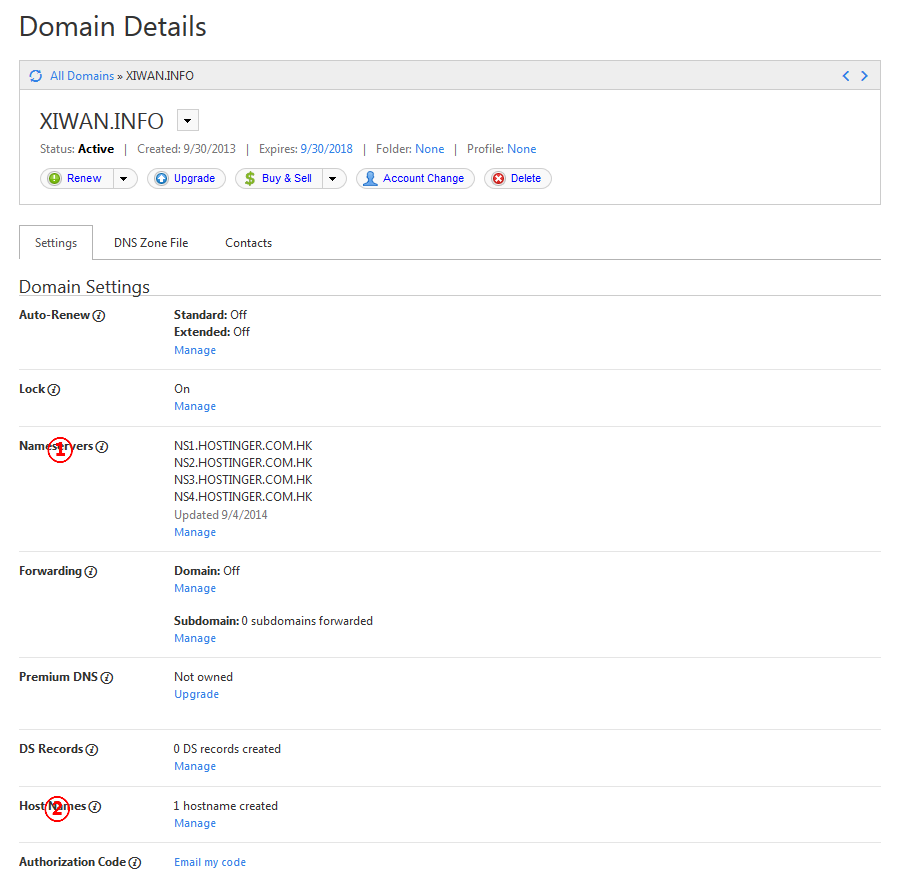 Domain Details
All Domains » XIWAN.INFO
XIWAN.INFO
Status: Active | Created: 9/30/2013 | Expires: 9/30/2018 | Folder: None | Profile: None
Renew Upgrade Buy & Sell Account Change Delete
Settings DNS Zone File Contacts
Domain Settings
Auto-Renew Standard: Off
Extended: Off
Manage
Lock On
Manage
Nameservers NS1.HOSTINGER.COM.HK
① NS2.HOSTINGER.COM.HK
NS3.HOSTINGER.COM.HK
NS4.HOSTINGER.COM.HK
Updated 9/4/2014
Manage
Forwarding Domain: Off
Manage
Subdomain: 0 subdomains forwarded
Manage
Premium DNS Not owned
Upgrade
DS Records 0 DS records created
Manage
Host Names 1 hostname created
② Manage
Authorization Code Email my code